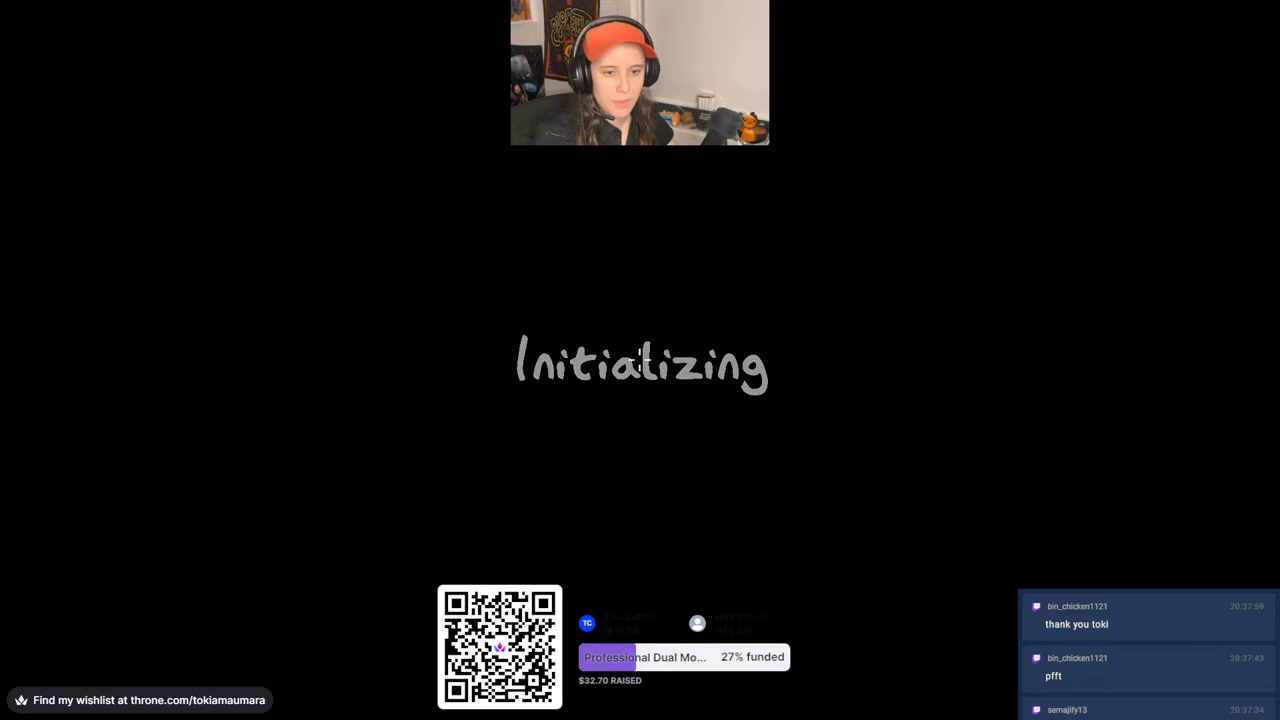 Initializing
TC
Professional Dual Mo...
27% funded
$32.70 RAISED
Find my wishlist at throne.com/tokiamaumara
bin_chicken1121
20:37:59
thank you toki
bin_chicken1121
20:37:43
pfft
semajify13
20:37:34